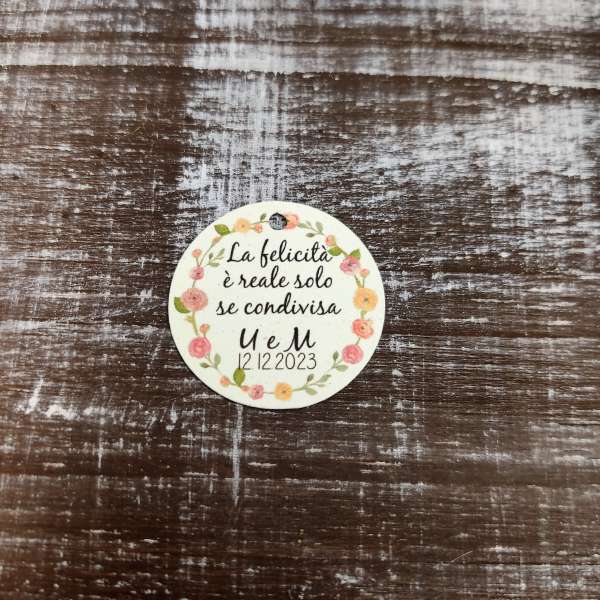 La felicità
è reale solo
se condivisa
U e M
12.12.2023